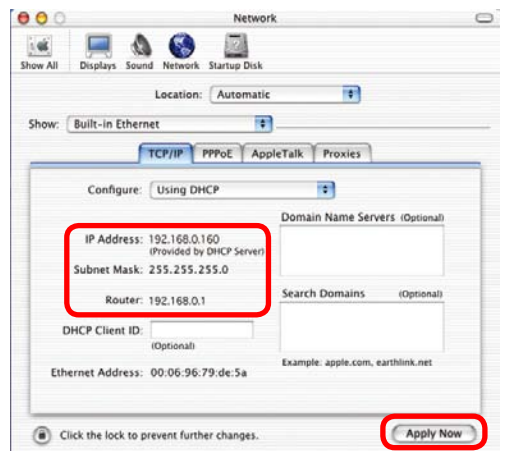 Network
Show All Displays Sound Network Startup Disk
Location: Automatic
Show: Built-in Ethernet
TCP/IP PPPoE AppleTalk Proxies
Configure: Using DHCP
Domain Name Servers (Optional)
IP Address: 192.168.0.160
(Provided by DHCP Server)
Subnet Mask: 255.255.255.0
Search Domains (Optional)
Router: 192.168.0.1
DHCP Client ID:
(Optional)
Example: apple.com, earthlink.net
Ethernet Address: 00:06:96:79:de:5a
Click the lock to prevent further changes.
Apply Now